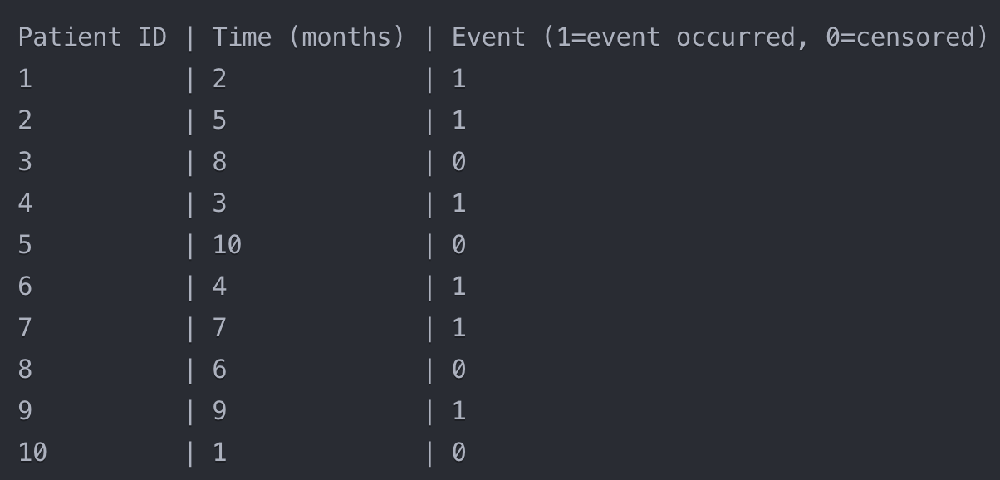 Patient ID | Time (months) | Event (1=event occurred, 0=censored)
1          | 2             | 1
2          | 5             | 1
3          | 8             | 0
4          | 3             | 1
5          | 10            | 0
6          | 4             | 1
7          | 7             | 1
8          | 6             | 0
9          | 9             | 1
10         | 1             | 0